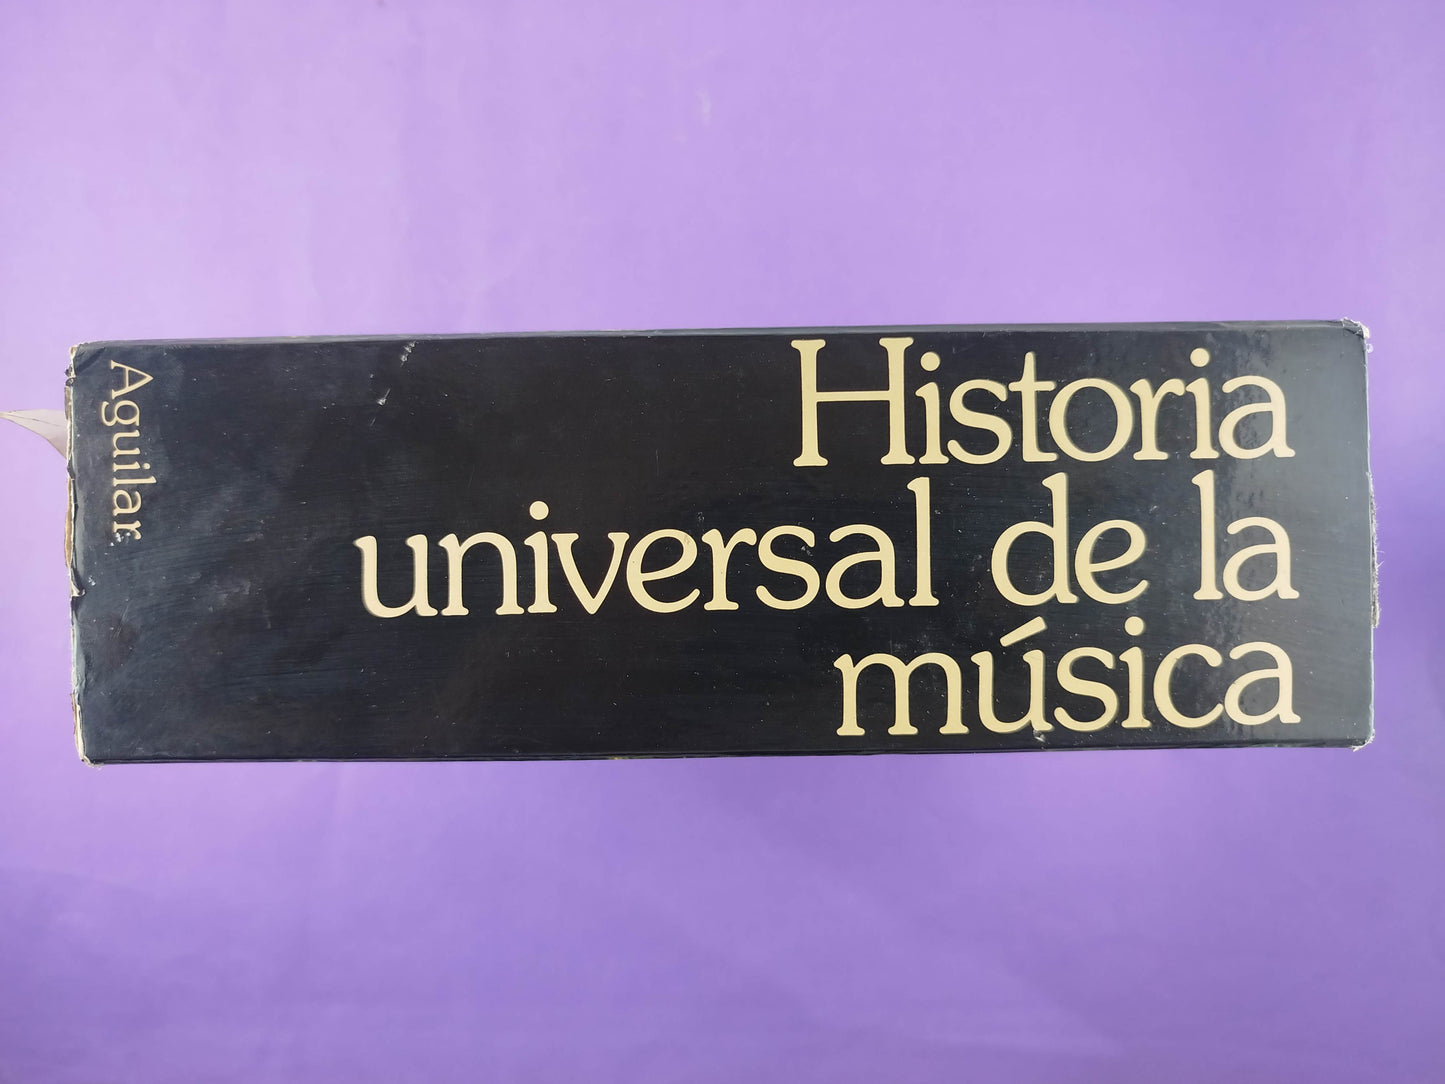 Historia
universal de la
música
Aguilar